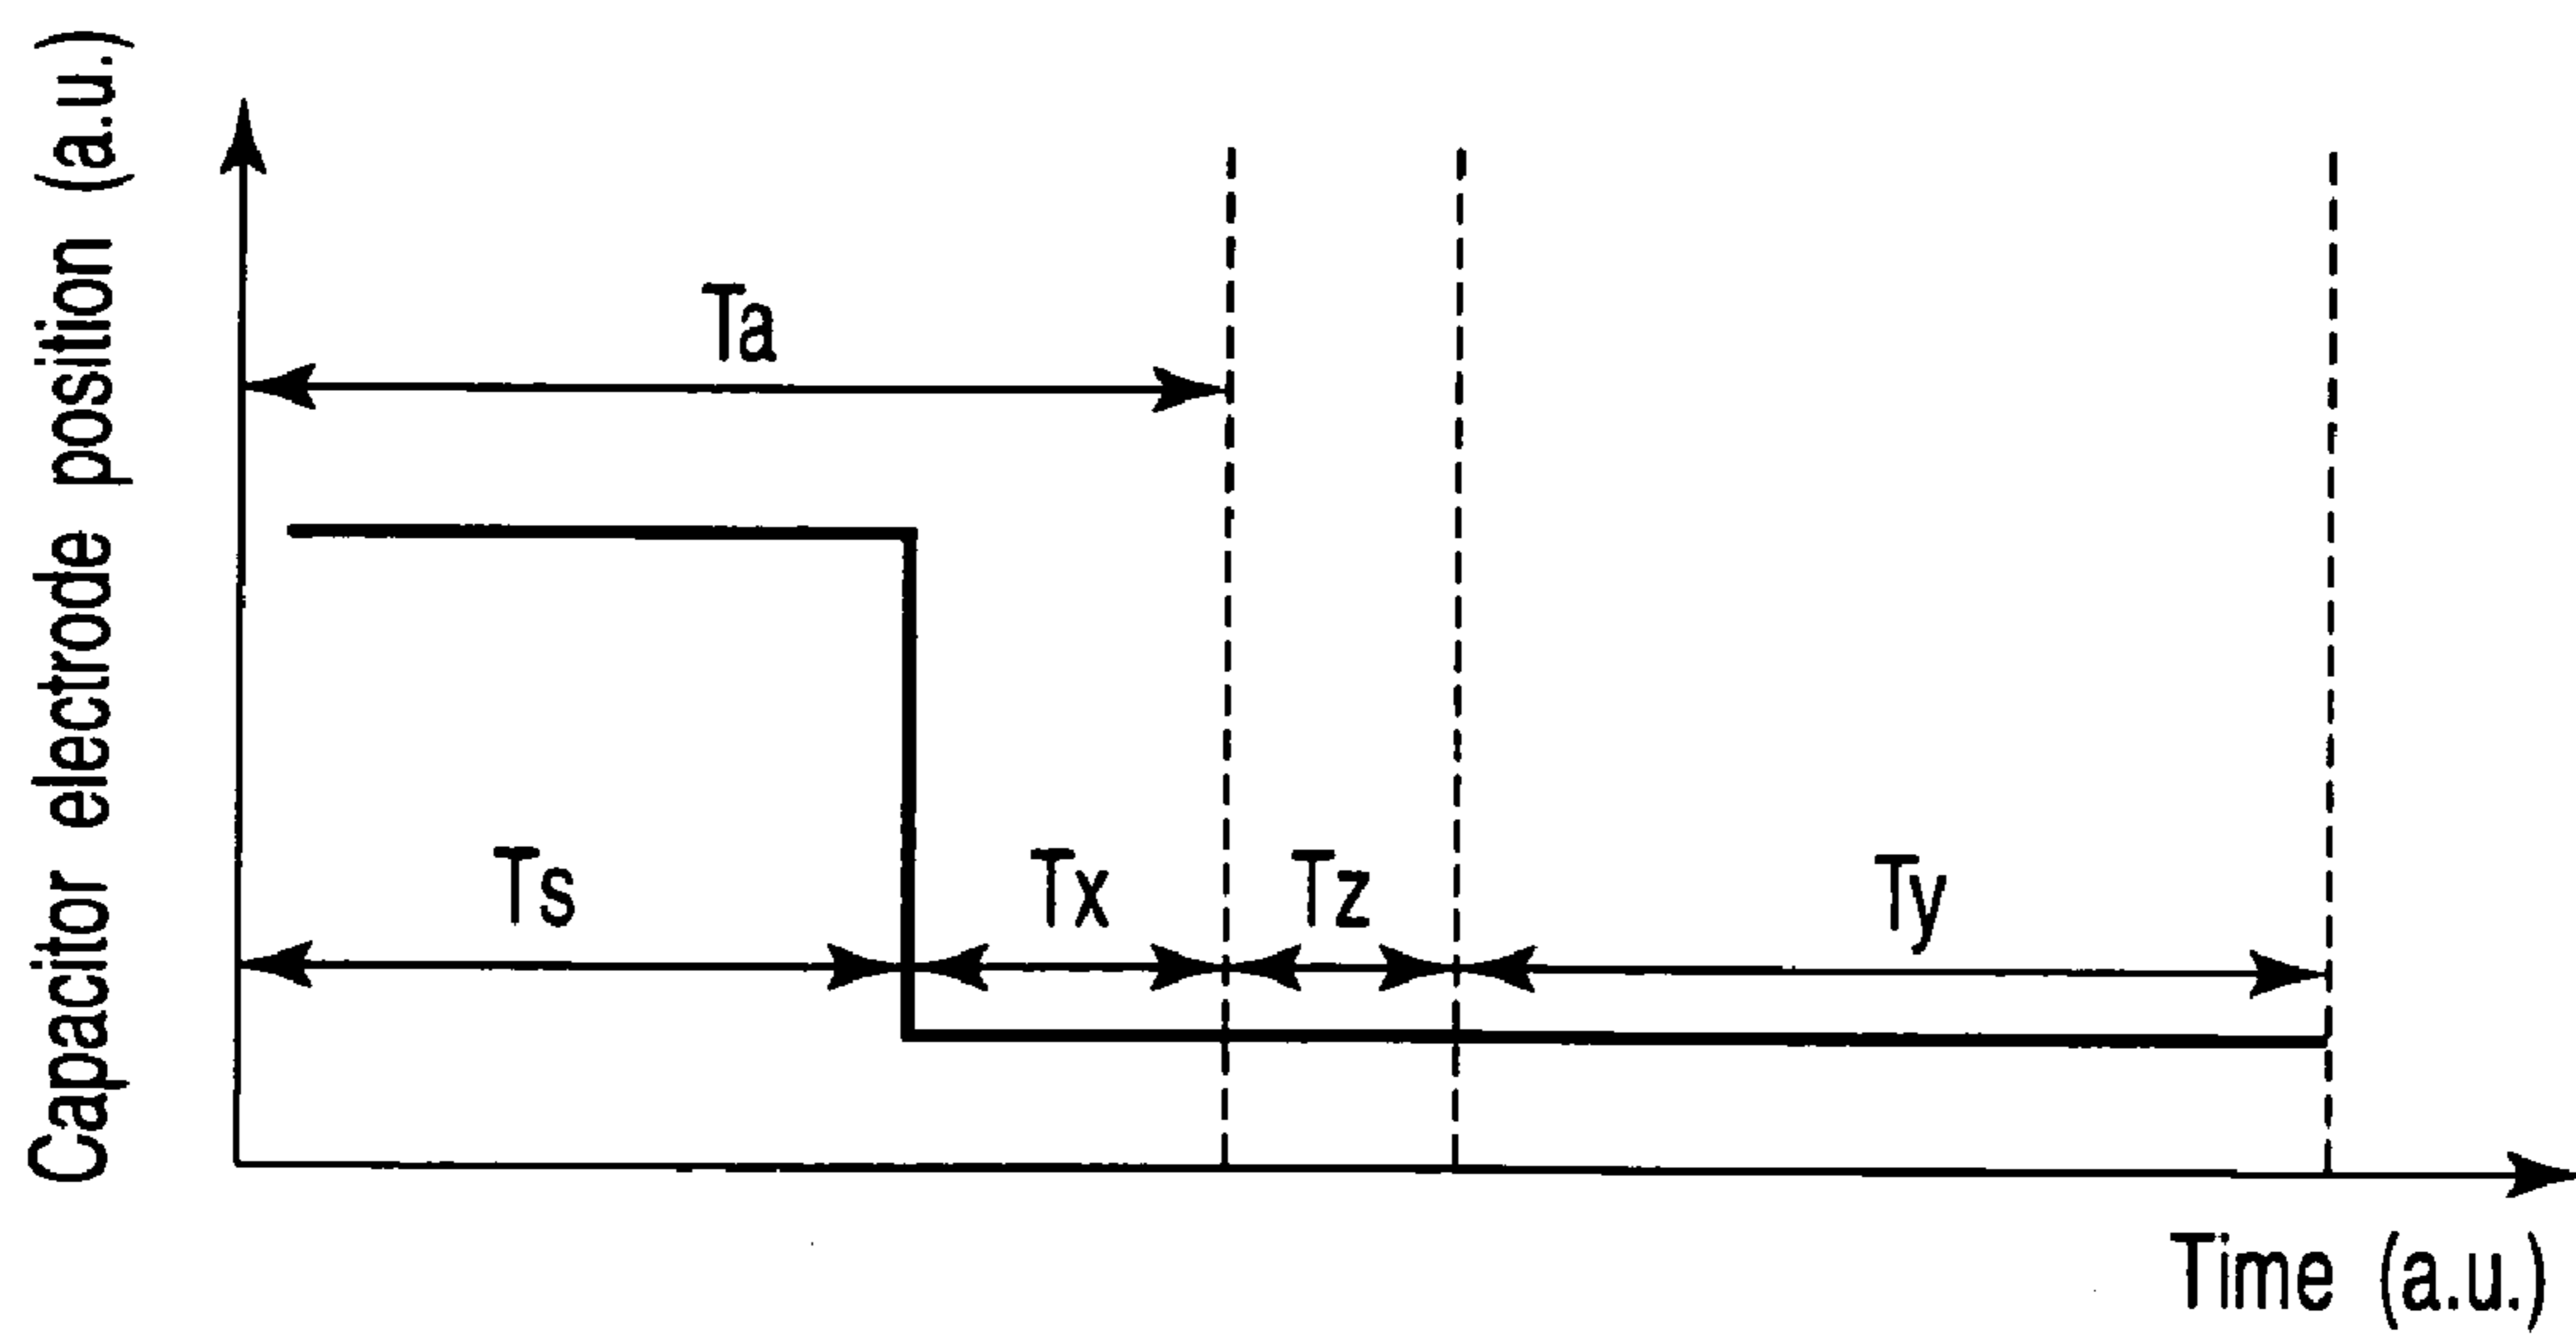 Capacitor electrode position (a.u.)
Ta
Ts
Tx
Tz
Ty
Time (a.u.)